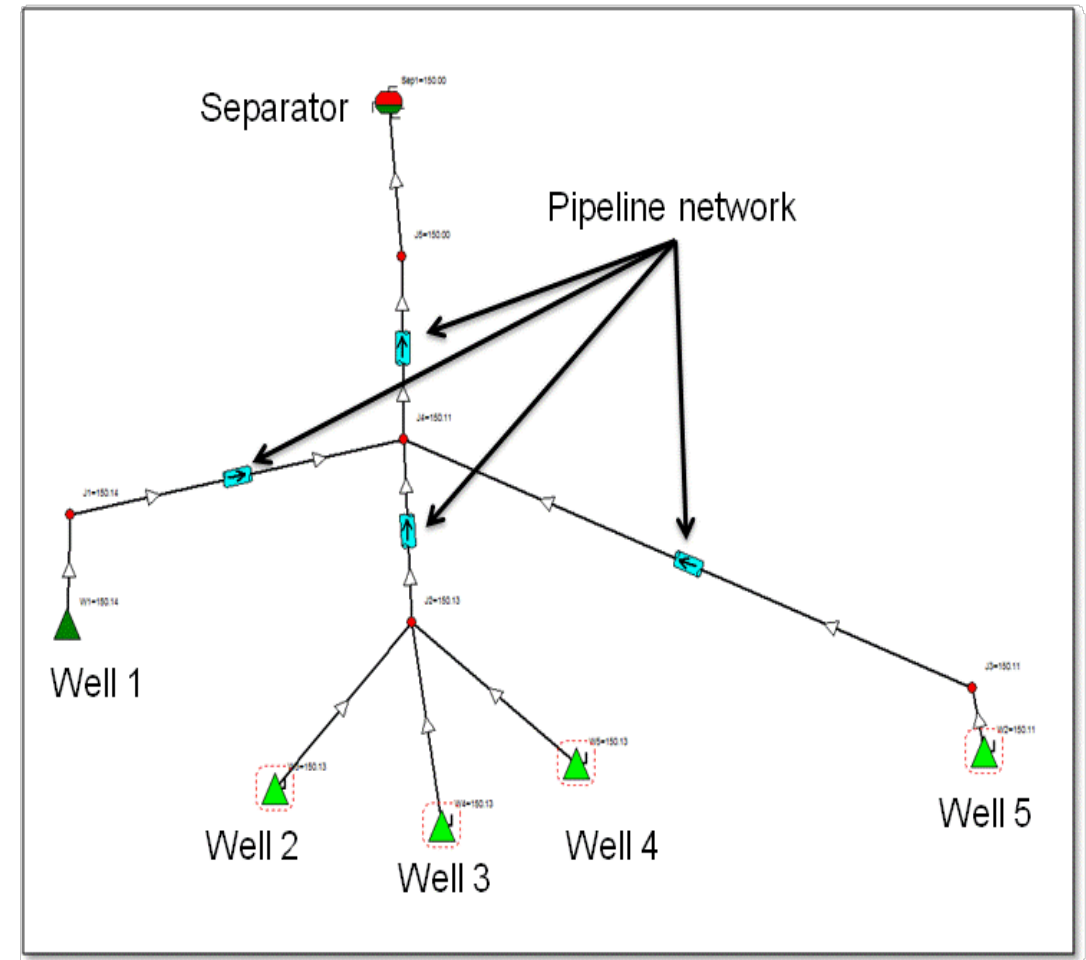 Sep1=150.00
Separator
Pipeline network
J5=150.00
J4=150.11
J1=150.14
W1=150.14
J2=150.13
Well 1
J3=150.11
W2=150.11
W5=150.13
W4=150.13
Well 2
Well 3
Well 4
Well 5